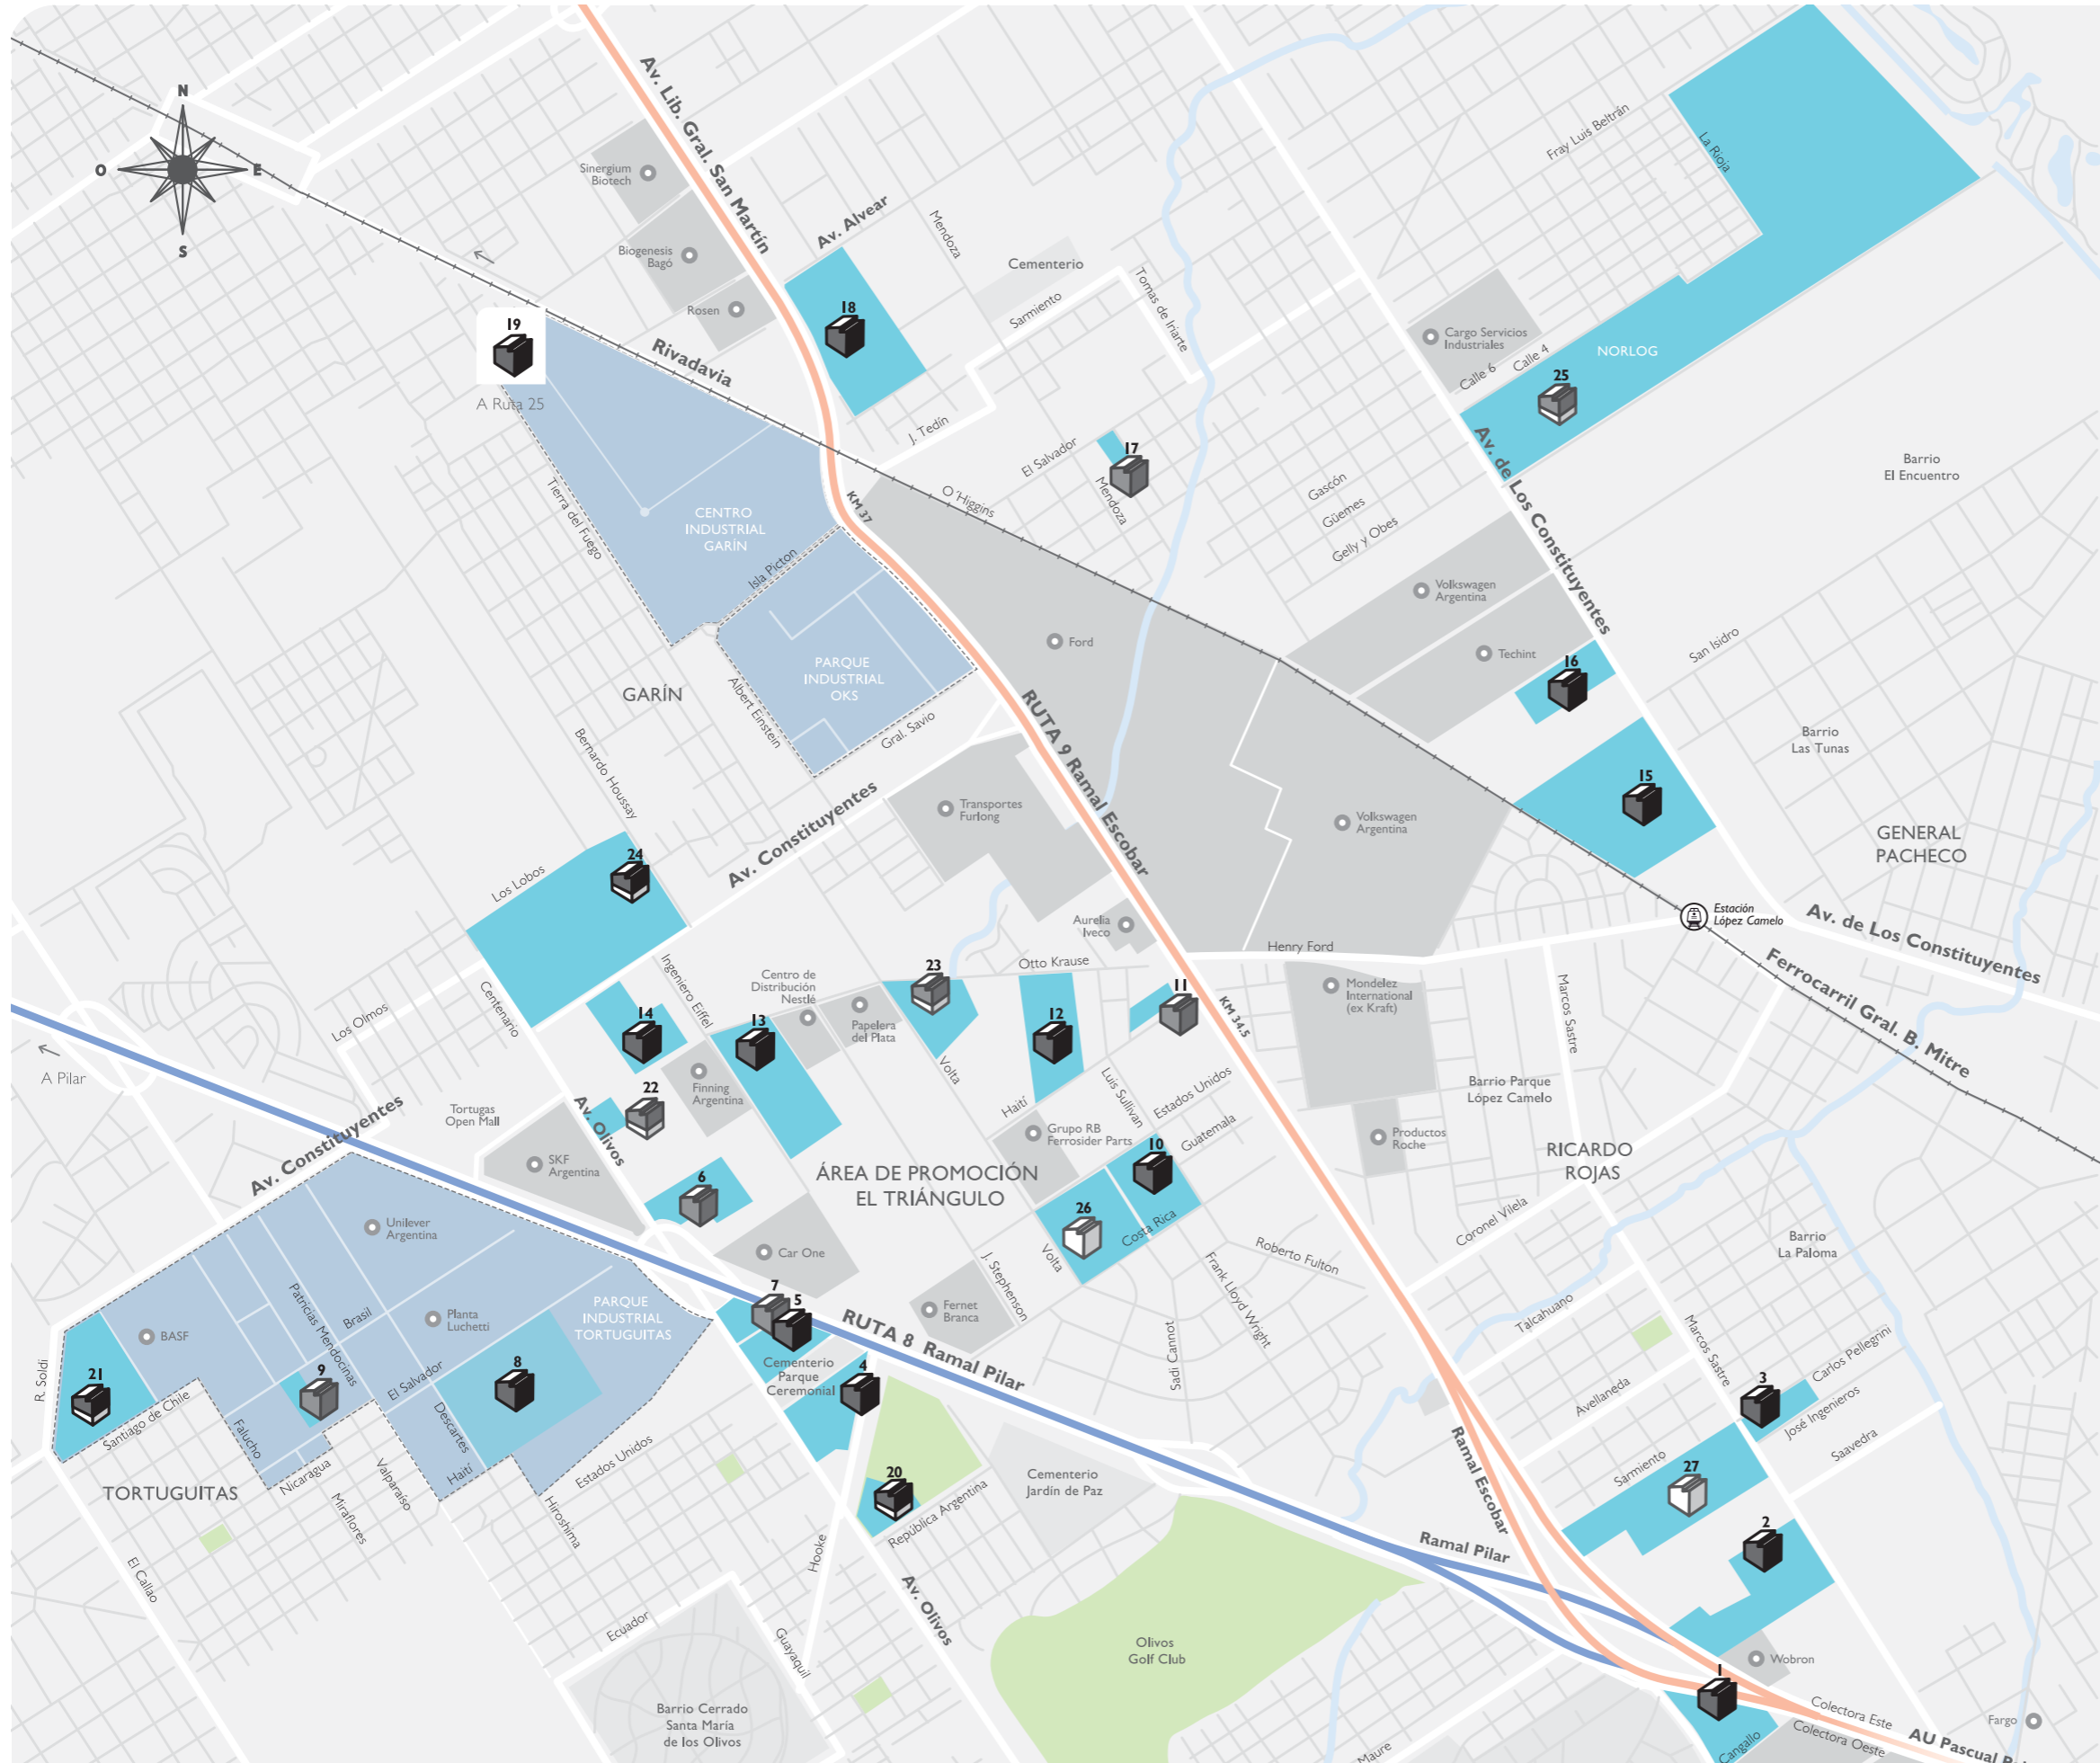 N
O
E
S
Av. Lib. Gral. San Martín
Sinergium
Biotech
Biogenesis
Bagó
Rosen
Av. Alvear
Mendoza
Cementerio
Sarmiento
Tomas de Iriarte
Fray Luis Beltrán
La Rioja
18
19
A Ruta 25
Rivadavia
Cargo Servicios
Industriales
Calle 6
Calle 4
NORLOG
25
J. Tedín
El Salvador
17
Mendoza
O'Higgins
KM 37
Tierra del Fuego
CENTRO
INDUSTRIAL
GARÍN
Isla Picton
Gascón
Güemes
Gelly y Obes
Av. de Los Constituyentes
Barrio
El Encuentro
Volkswagen
Argentina
Techint
16
San Isidro
Ford
PARQUE
INDUSTRIAL
OKS
GARÍN
Albert Einstein
Gral. Savio
RUTA 9 Ramal Escobar
Bernardo Houssay
Barrio
Las Tunas
15
Transportes
Furlong
Volkswagen
Argentina
GENERAL
PACHECO
Av. Constituyentes
24
Los Lobos
Aurelia
Iveco
Henry Ford
Estación
López Camelo
Av. de Los Constituyentes
Ferrocarril Gral. B. Mitre
Otto Krause
Ingeniero Eiffel
Centro de
Distribución
Nestlé
23
11
KM 34,5
Mondelez
International
(ex Kraft)
Marcos Sastre
Centenario
Los Olmos
14
13
Papelera
del Plata
12
Volta
A Pilar
Finning
Argentina
22
Haití
Luis Sullivan
Estados Unidos
Guatemala
Barrio Parque
López Camelo
Tortugas
Open Mall
Av. Olivos
Grupo RB
Ferrosider Parts
Productos
Roche
Av. Constituyentes
SKF
Argentina
6
ÁREA DE PROMOCIÓN
EL TRIÁNGULO
10
RICARDO
ROJAS
26
Costa Rica
Volta
Coronel Vilela
Unilever
Argentina
Car One
J. Stephenson
Roberto Fulton
Frank Lloyd Wright
Barrio
La Paloma
PARQUE
INDUSTRIAL
TORTUGUITAS
7
5
Fernet
Branca
Planta
Luchetti
Patricias Mendocinas
Brasil
BASF
RUTA 8 Ramal Pilar
Talcahuano
Sadi Cannot
R. Soldi
21
9
El Salvador
8
Cementerio
Parque
Ceremonial
4
Marcos Sastre
Carlos Pellegrini
3
José Ingenieros
Avellaneda
Saavedra
Santiago de Chile
Falucho
Descartes
Haití
Estados Unidos
Nicaragua
Valparaíso
Miraflores
Hiroshima
TORTUGUITAS
20
República Argentina
Cementerio
Jardín de Paz
Ramal Escobar
Sarmiento
27
2
Ramal Pilar
Hooke
El Callao
Av. Olivos
Ecuador
Guayaquil
Olivos
Golf Club
Wobron
1
Barrio Cerrado
Santa María
de los Olivos
Colectora Este
Colectora Oeste
Fargo
AU Pascual
Cangallo
Maure